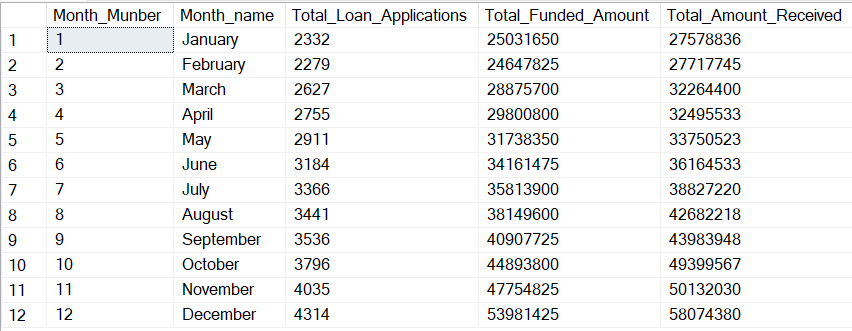 Month_Munber Month_name Total_Loan_Applications Total_Funded_Amount Total_Amount_Received
1 1 January 2332 25031650 27578836
2 2 February 2279 24647825 27717745
3 3 March 2627 28875700 32264400
4 4 April 2755 29800800 32495533
5 5 May 2911 31738350 33750523
6 6 June 3184 34161475 36164533
7 7 July 3366 35813900 38827220
8 8 August 3441 38149600 42682218
9 9 September 3536 40907725 43983948
10 10 October 3796 44893800 49399567
11 11 November 4035 47754825 50132030
12 12 December 4314 53981425 58074380